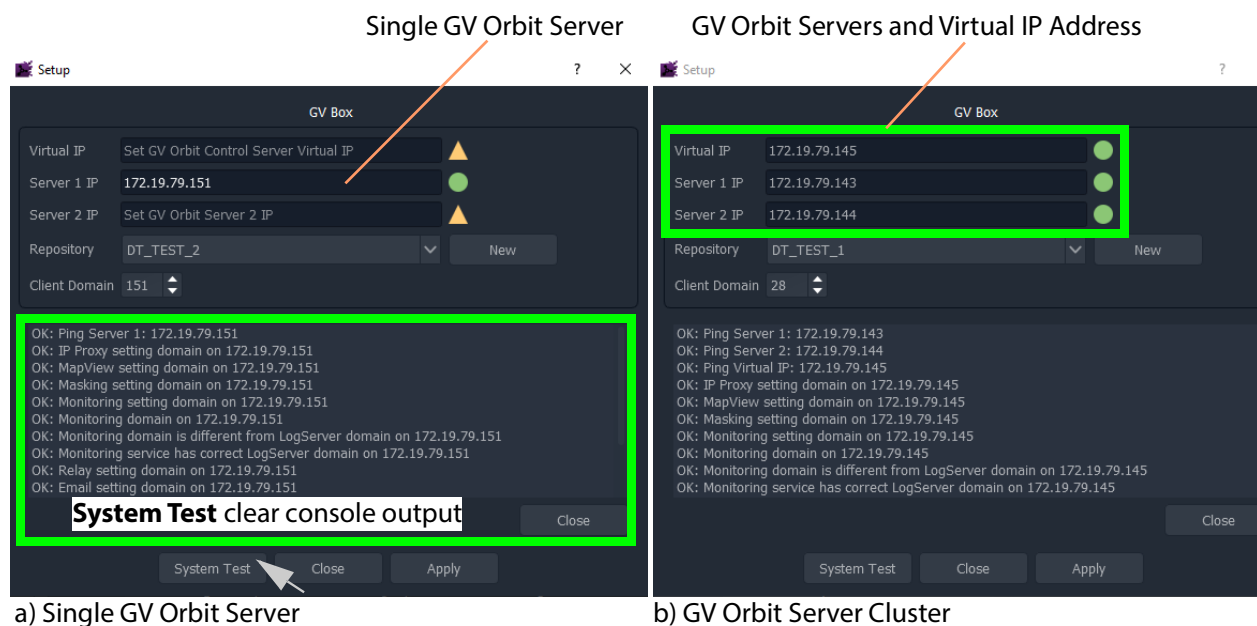 Single GV Orbit Server
GV Orbit Servers and Virtual IP Address
Setup
?
GV Box
Virtual IP
Set GV Orbit Control Server Virtual IP
Server 1 IP
172.19.79.151
Server 2 IP
Set GV Orbit Server 2 IP
Repository
DT_TEST_2
New
Client Domain
151
OK: Ping Server 1: 172.19.79.151
OK: IP Proxy setting domain on 172.19.79.151
OK: MapView setting domain on 172.19.79.151
OK: Masking setting domain on 172.19.79.151
OK: Monitoring setting domain on 172.19.79.151
OK: Monitoring domain on 172.19.79.151
OK: Monitoring domain is different from LogServer domain on 172.19.79.151
OK: Monitoring service has correct LogServer domain on 172.19.79.151
OK: Relay setting domain on 172.19.79.151
OK: Email setting domain on 172.19.79.151
System Test clear console output
Close
System Test
Close
Apply
a) Single GV Orbit Server
Setup
?
GV Box
Virtual IP
172.19.79.145
Server 1 IP
172.19.79.143
Server 2 IP
172.19.79.144
Repository
DT_TEST_1
New
Client Domain
28
OK: Ping Server 1: 172.19.79.143
OK: Ping Server 2: 172.19.79.144
OK: Ping Virtual IP: 172.19.79.145
OK: IP Proxy setting domain on 172.19.79.145
OK: MapView setting domain on 172.19.79.145
OK: Masking setting domain on 172.19.79.145
OK: Monitoring setting domain on 172.19.79.145
OK: Monitoring domain on 172.19.79.145
OK: Monitoring domain is different from LogServer domain on 172.19.79.145
OK: Monitoring service has correct LogServer domain on 172.19.79.145
Close
System Test
Close
Apply
b) GV Orbit Server Cluster